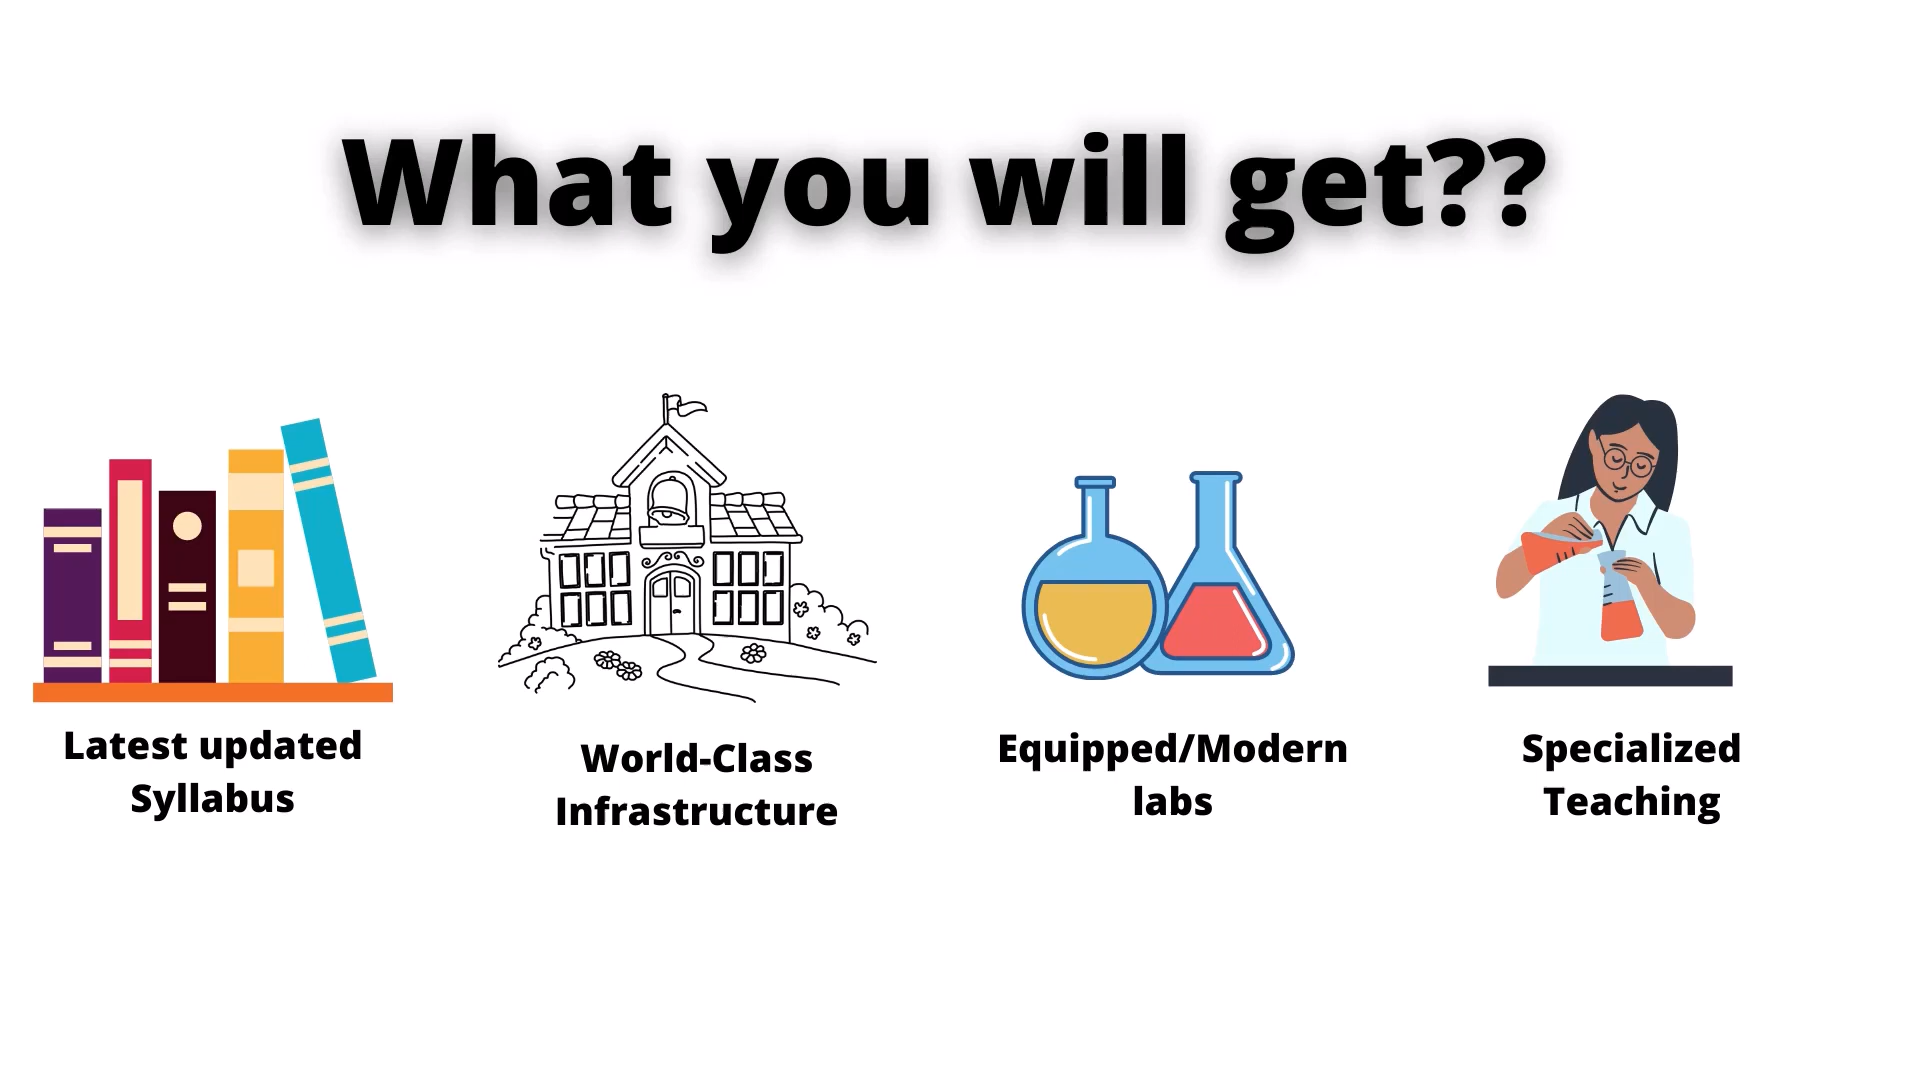 What you will get??
Latest updated
Syllabus
World-Class
Infrastructure
Equipped/Modern
labs
Specialized
Teaching